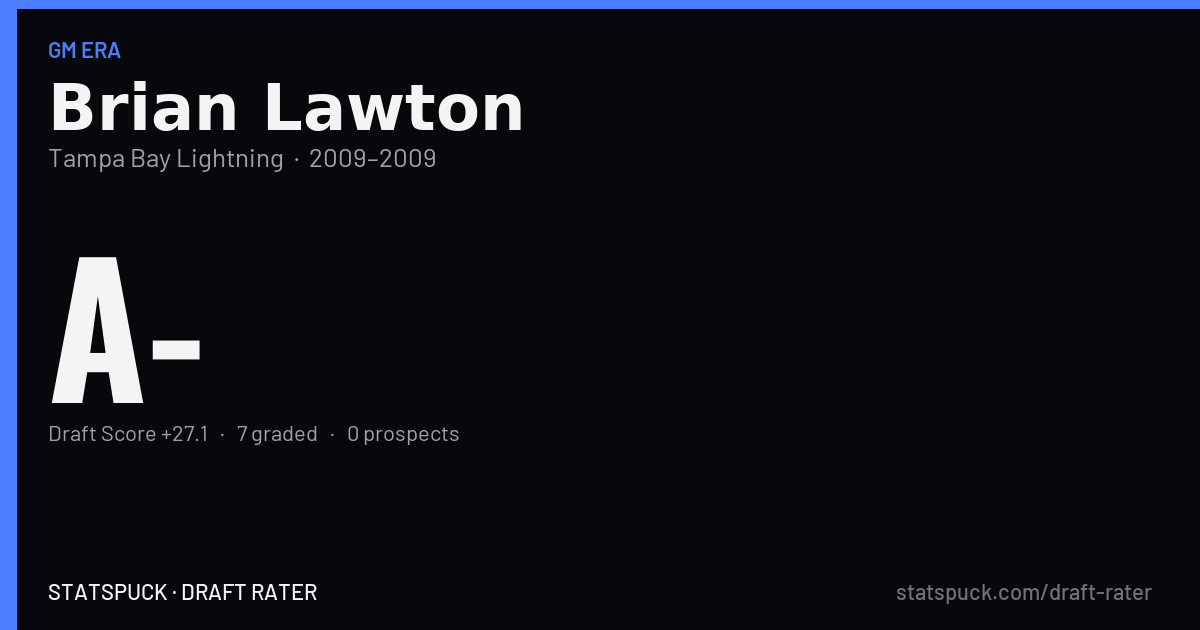 GM ERA
Brian Lawton
Tampa Bay Lightning · 2009–2009
A-
Draft Score +27.1 · 7 graded · 0 prospects
STATSPUCK · DRAFT RATER
statspuck.com/draft-rater